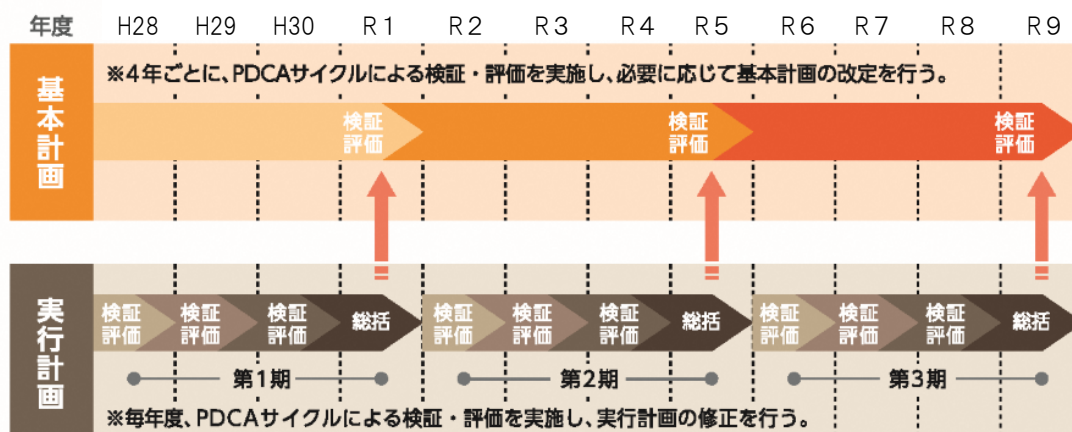 年度 H28 H29 H30 R1 R2 R3 R4 R5 R6 R7 R8 R9
基本計画
※4年ごとに、PDCAサイクルによる検証・評価を実施し、必要に応じて基本計画の改定を行う。
検証 検証 検証
評価 評価 評価
実行計画
検証 検証 検証 総括 検証 検証 検証 総括 検証 検証 検証 総括
評価 評価 評価 評価 評価 評価 評価 評価 評価
第1期 第2期 第3期
※毎年度、PDCAサイクルによる検証・評価を実施し、実行計画の修正を行う。